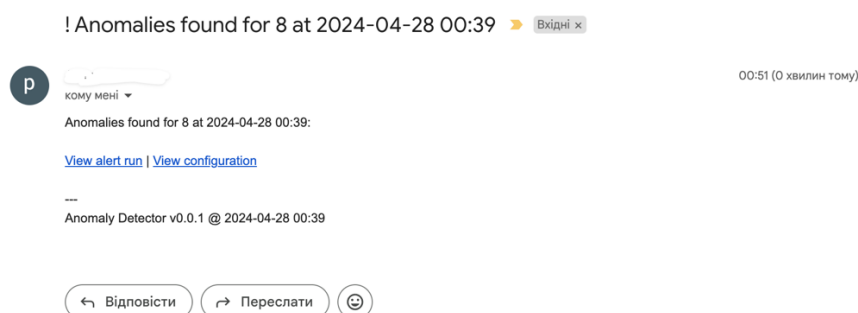 ! Anomalies found for 8 at 2024-04-28 00:39 Вхідні ×
p
00:51 (0 хвилин тому)
кому мені
Anomalies found for 8 at 2024-04-28 00:39:
View alert run | View configuration
---
Anomaly Detector v0.0.1 @ 2024-04-28 00:39
Відповісти Переслати